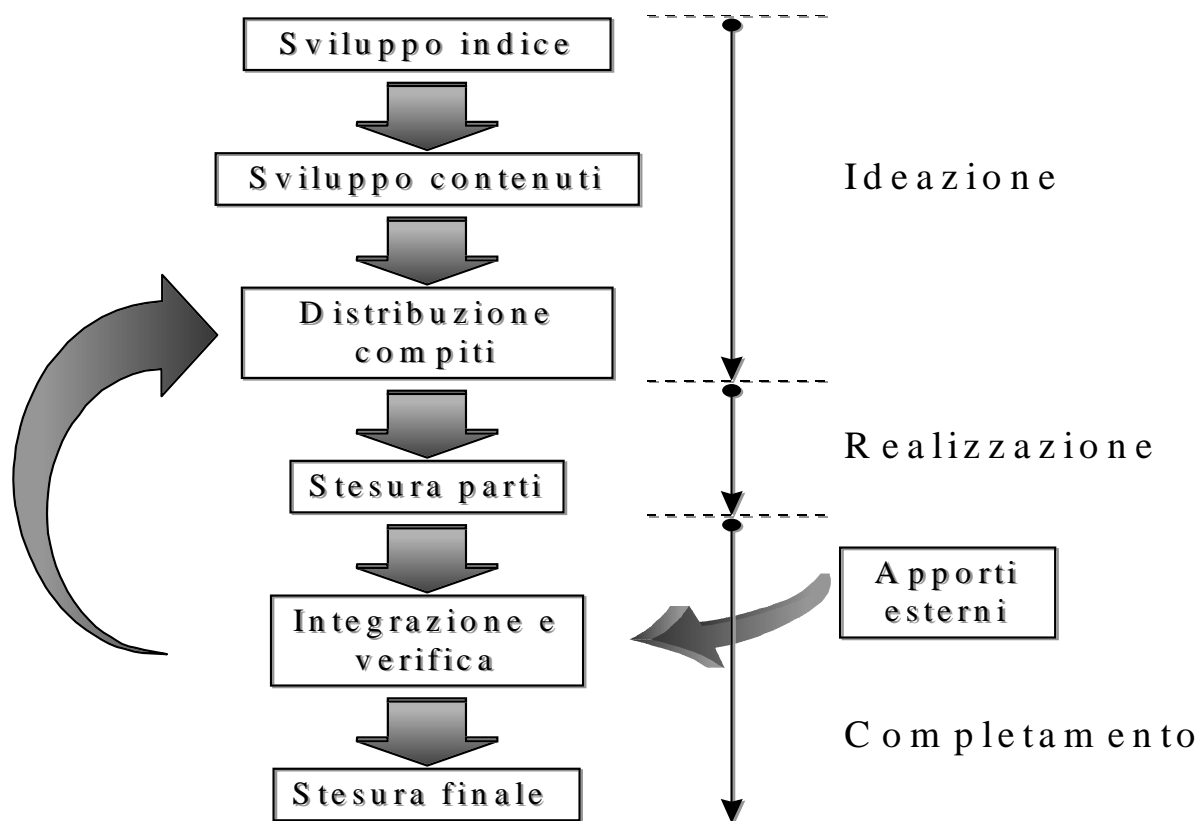 Sviluppo indice
Sviluppo contenuti
Ideazione
Distribuzione
compiti
Realizzazione
Stesura parti
Apporti
esterni
Integrazione e
verifica
Completamento
Stesura finale